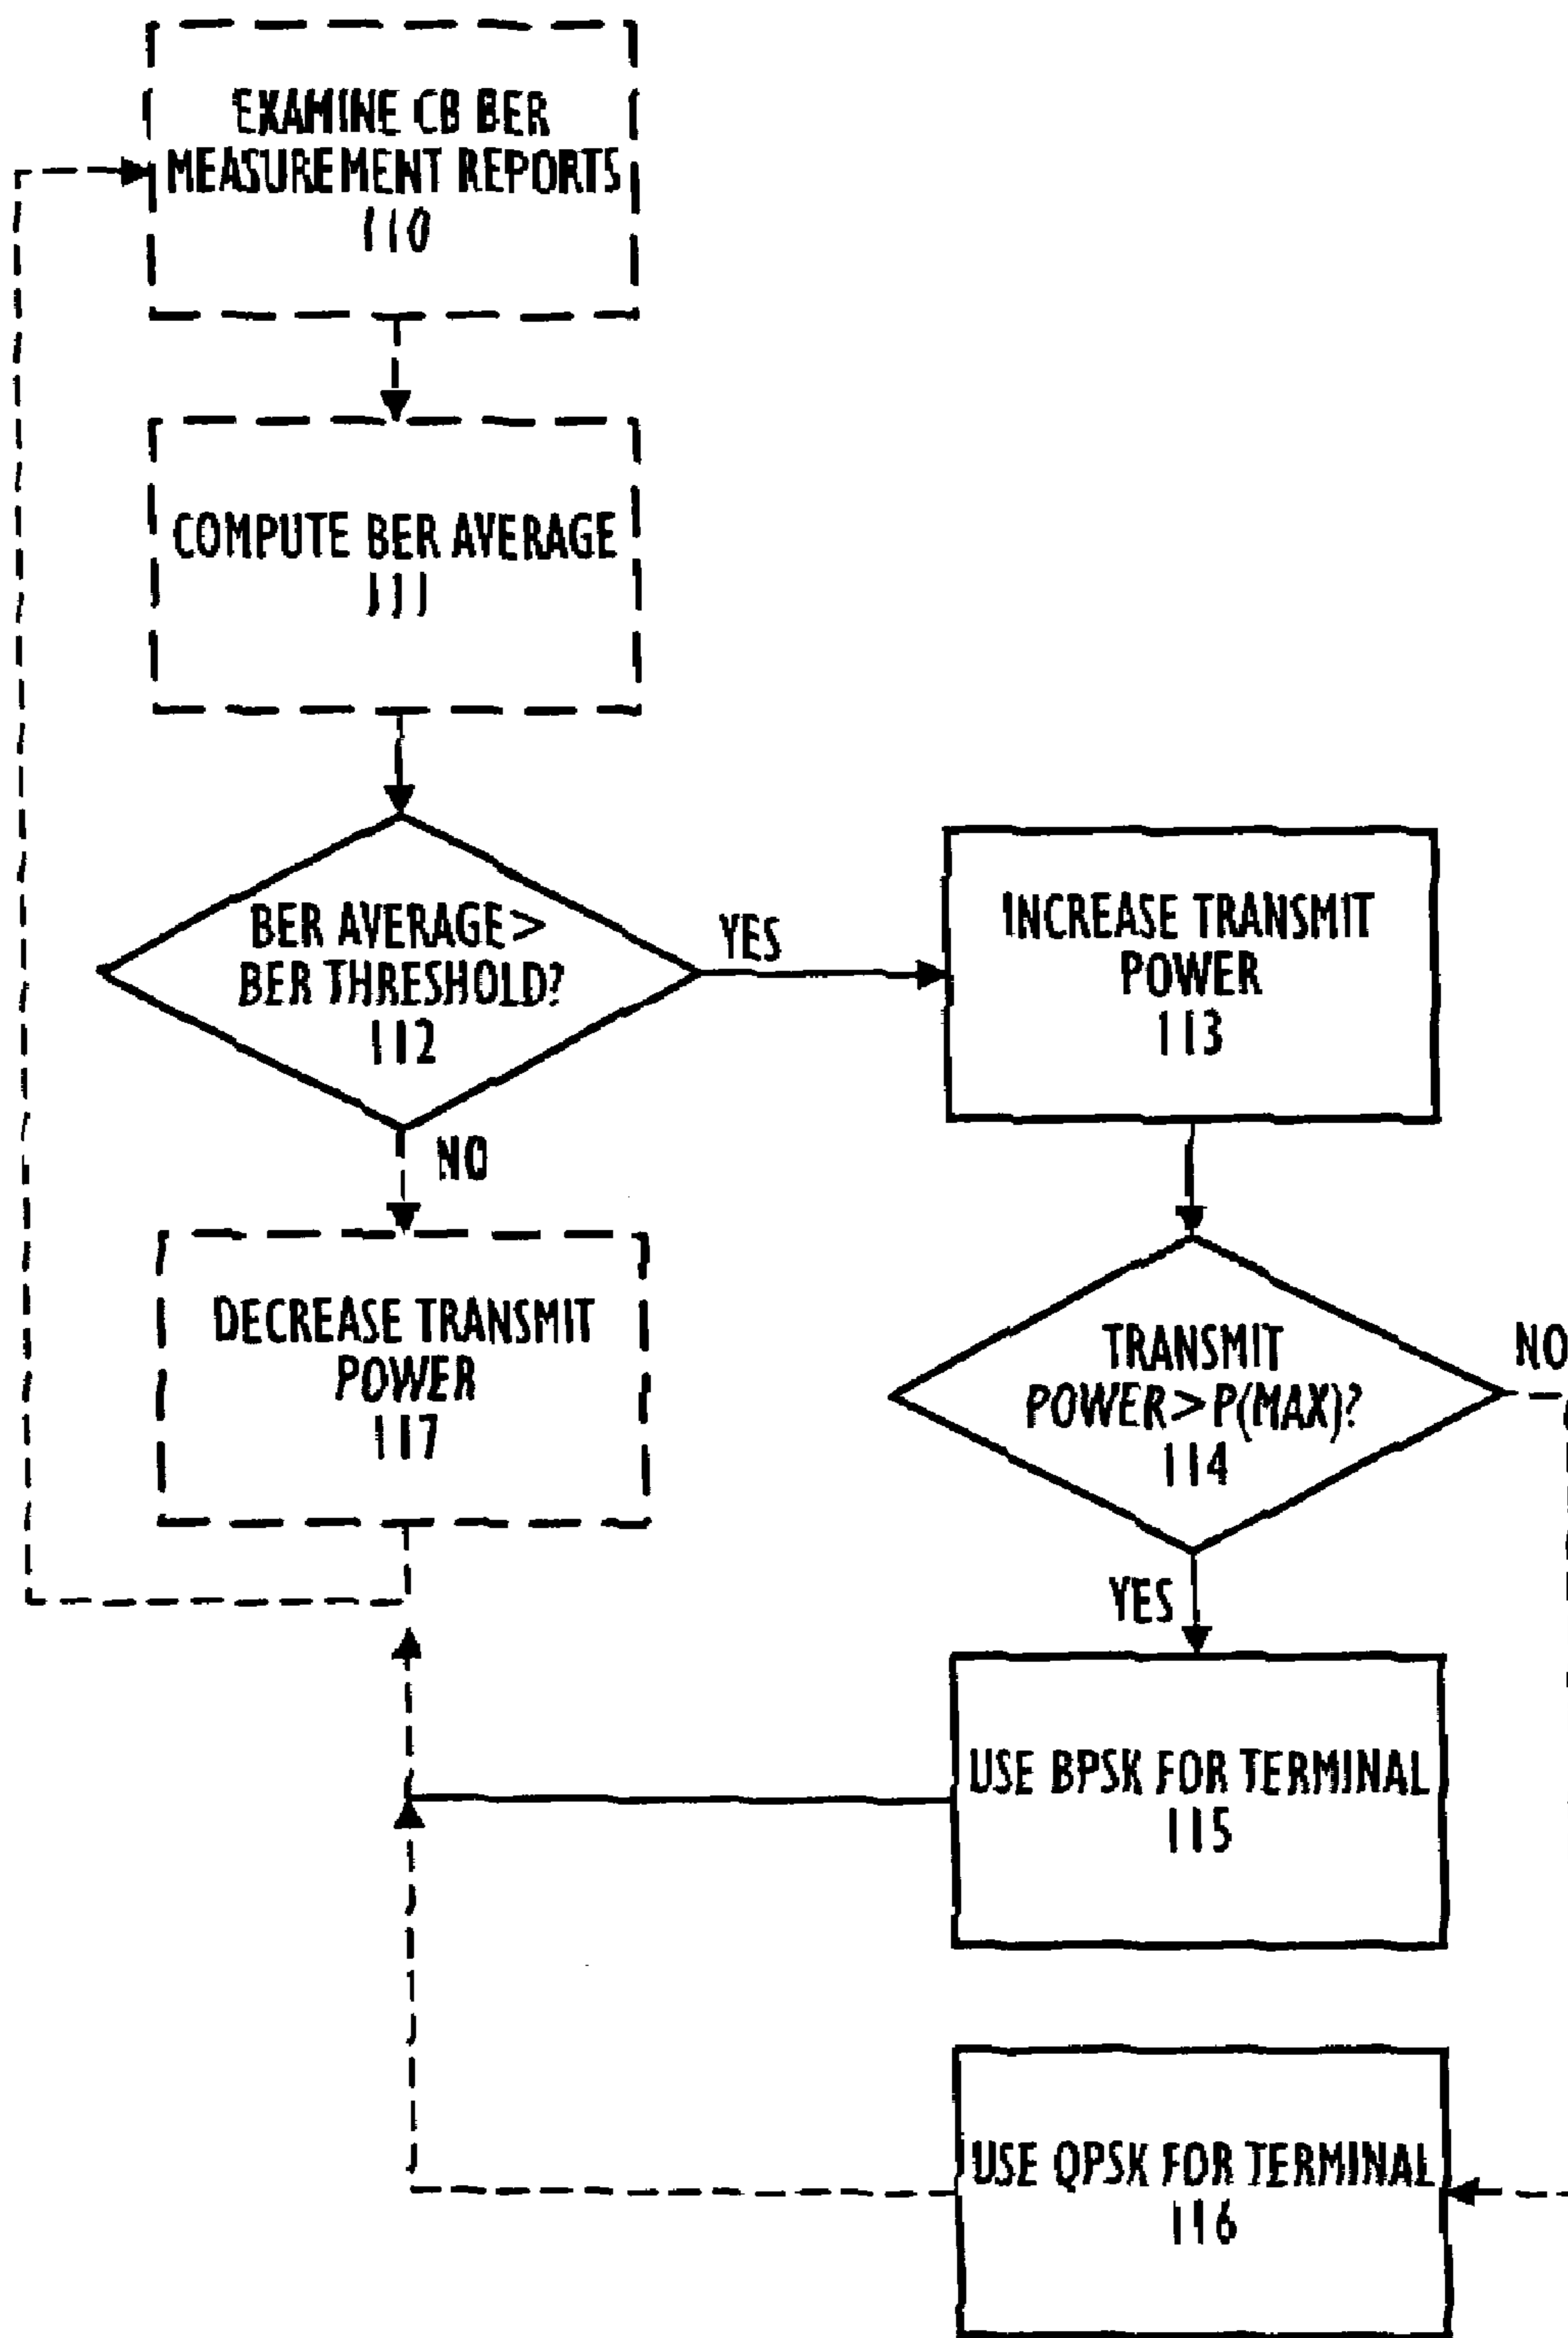 EXAMINE CB BER
MEASUREMENT REPORTS
110
COMPUTE BER AVERAGE
111
BER AVERAGE >
BER THRESHOLD?
112
YES
INCREASE TRANSMIT
POWER
113
NO
DECREASE TRANSMIT
POWER
117
TRANSMIT
POWER > P(MAX)?
114
NO
YES
USE BPSK FOR TERMINAL
115
USE QPSK FOR TERMINAL
116